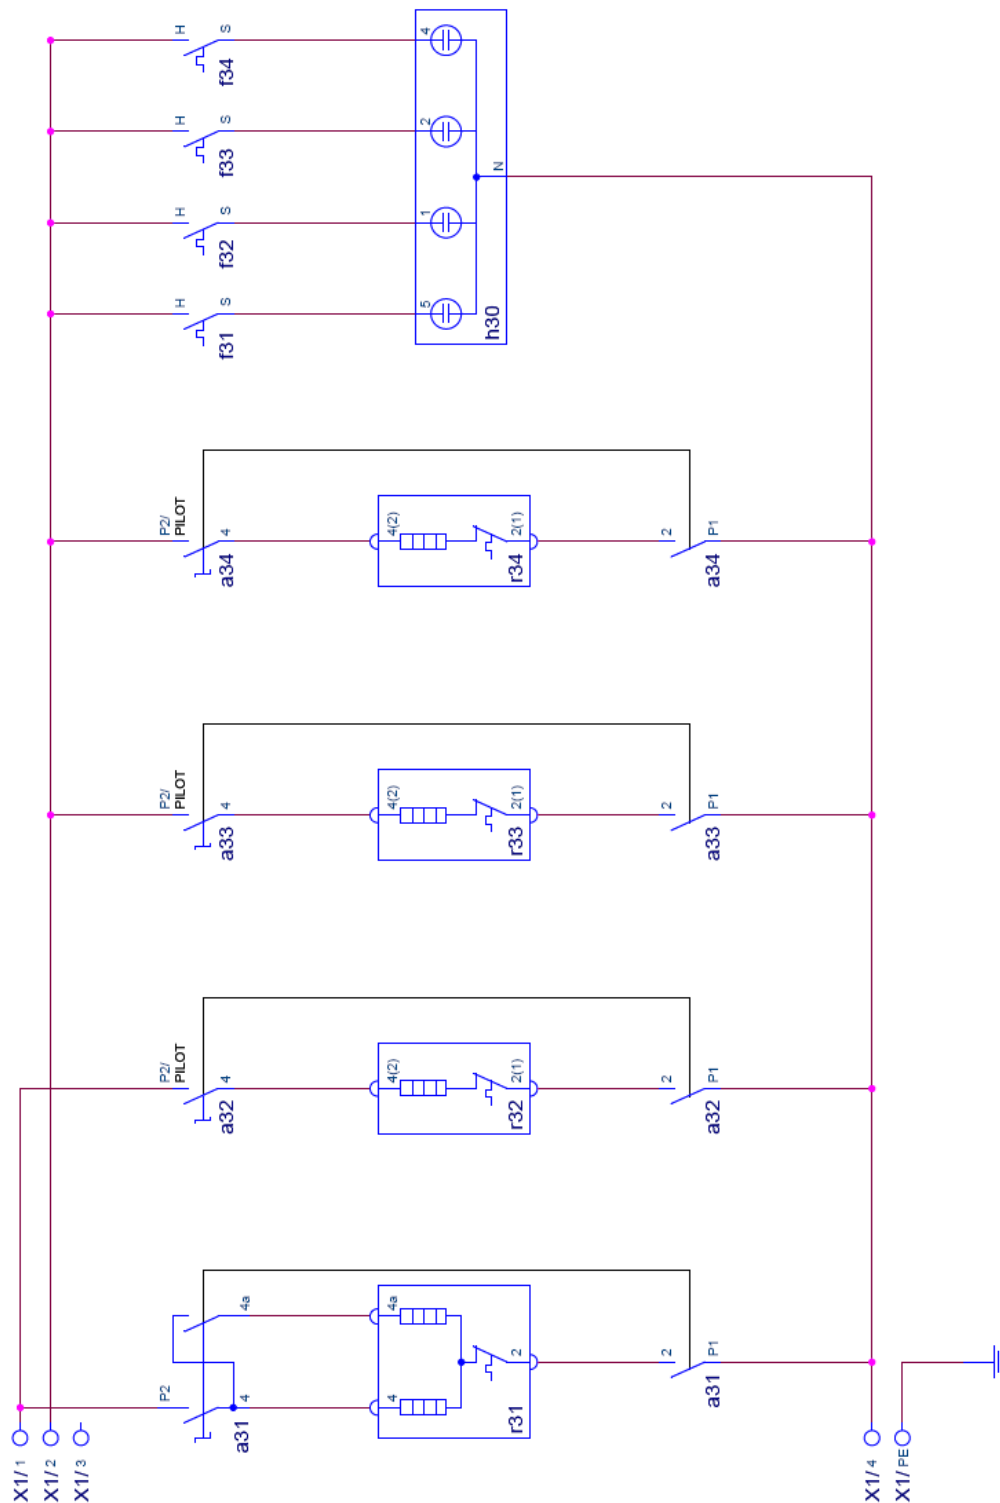 H
S
f34
4
H
S
f33
2
N
H
S
f32
1
H
S
f31
5
h30
P2/
PILOT
4
a34
4(2)
2(1)
r34
2
P1
a34
P2/
PILOT
4
a33
4(2)
2(1)
r33
2
P1
a33
P2/
PILOT
4
a32
4(2)
2(1)
r32
2
P1
a32
4a
4a
P2
4
a31
4
2
r31
2
P1
a31
X1/ 1
X1/ 2
X1/ 3
X1/ 4
X1/ PE